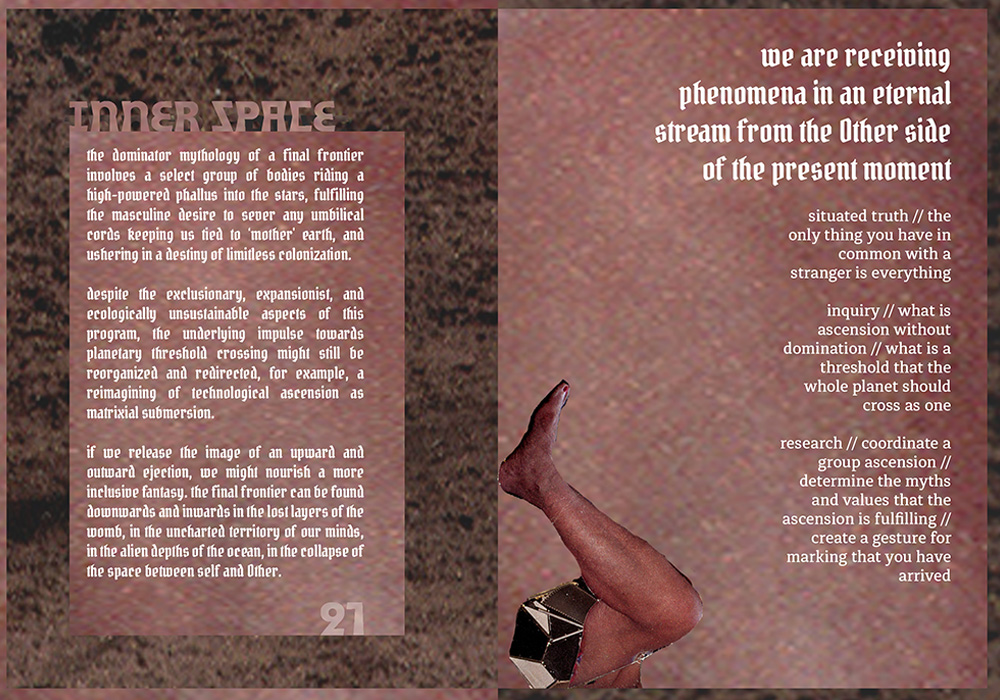 INNER SPACE
the dominator mythology of a final frontier
involves a select group of bodies riding a
high-powered phallus into the stars, fulfilling
the masculine desire to sever any umbilical
cords keeping us tied to 'mother' earth, and
ushering in a destiny of limitless colonization.
despite the exclusionary, expansionist, and
ecologically unsustainable aspects of this
program, the underlying impulse towards
planetary threshold crossing might still be
reorganized and redirected, for example, a
reimagining of technological ascension as
matrixial submersion.
if we release the image of an upward and
outward ejection, we might nourish a more
inclusive fantasy. the final frontier can be found
downwards and inwards in the lost layers of the
womb, in the uncharted territory of our minds,
in the alien depths of the ocean, in the collapse of
the space between self and Other.
21
we are receiving
phenomena in an eternal
stream from the Other side
of the present moment
situated truth // the
only thing you have in
common with a
stranger is everything
inquiry // what is
ascension without
domination // what is a
threshold that the
whole planet should
cross as one
research // coordinate a
group ascension //
determine the myths
and values that the
ascension is fulfilling //
create a gesture for
marking that you have
arrived